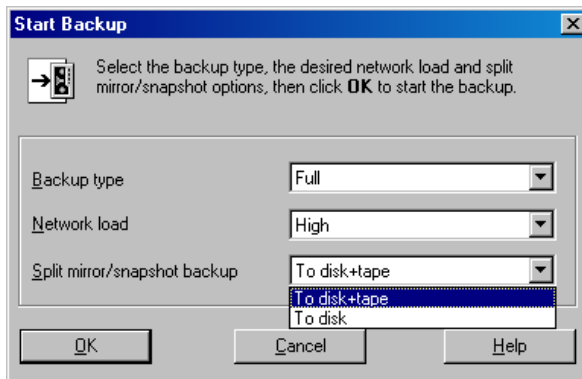 Start Backup
Select the backup type, the desired network load and split
mirror/snapshot options, then click OK to start the backup.
Backup type
Full
Network load
High
Split mirror/snapshot backup
To disk+tape
To disk+tape
To disk
OK
Cancel
Help